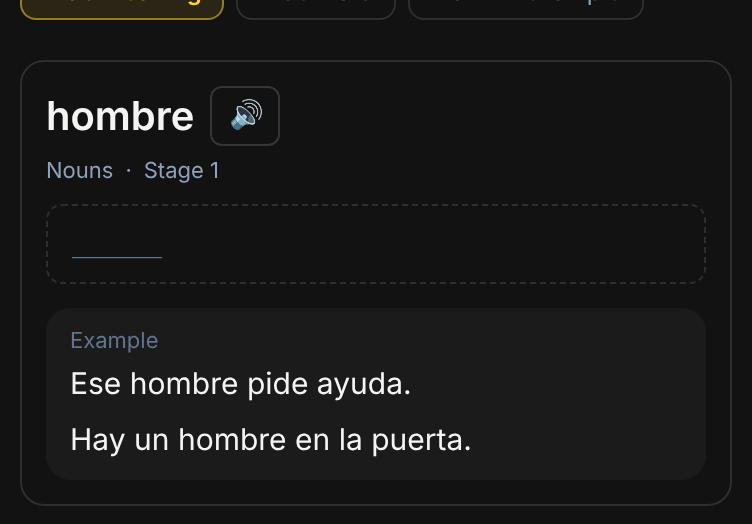 hombre
Nouns · Stage 1
Example
Ese hombre pide ayuda.
Hay un hombre en la puerta.